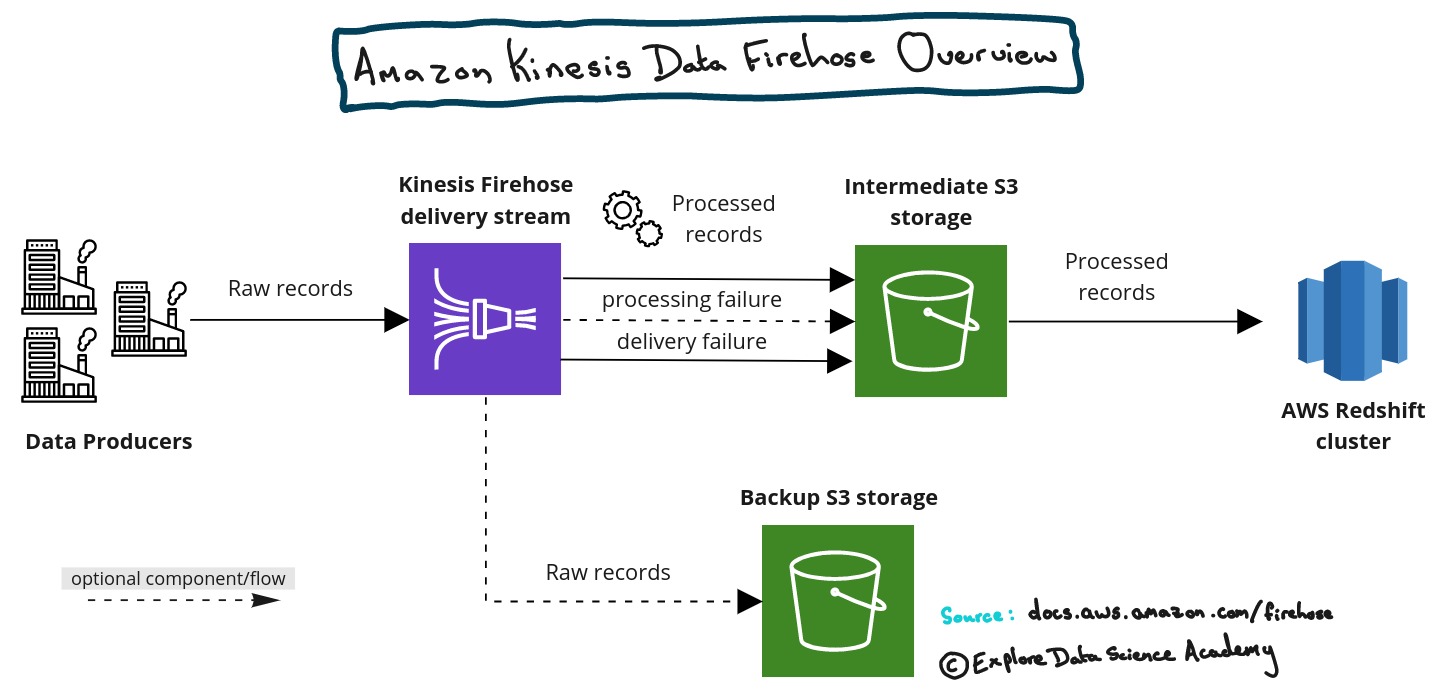 Amazon Kinesis Data Firehose Overview
Kinesis Firehose
delivery stream
Processed
records
Intermediate S3
storage
Raw records
processing failure
delivery failure
Processed
records
Data Producers
AWS Redshift
cluster
Backup S3 storage
optional component/flow
Raw records
Source: docs.aws.amazon.com/firehose
© Explore Data Science Academy